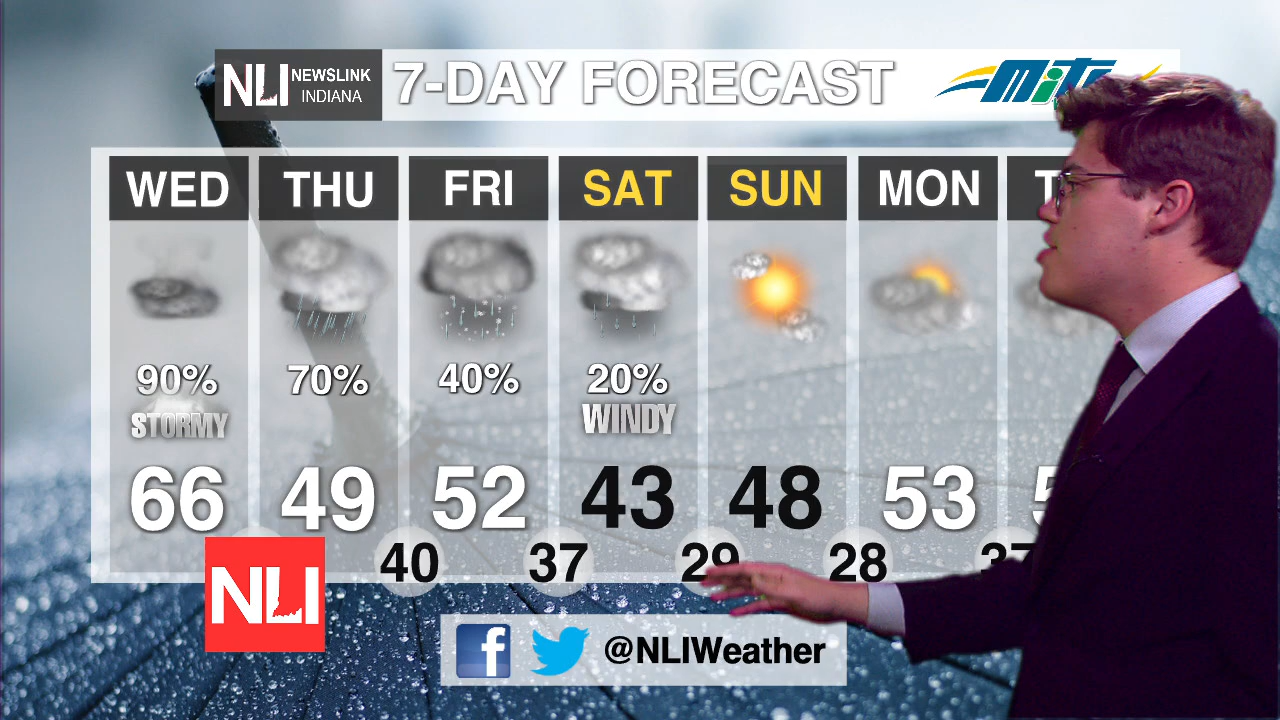 NLI NEWSLINK INDIANA 7-DAY FORECAST
WED THU FRI SAT SUN MON
90% 70% 40% 20%
STORMY WINDY
66 49 52 43 48 53
40 37 29 28
NLI
@NLIWeather